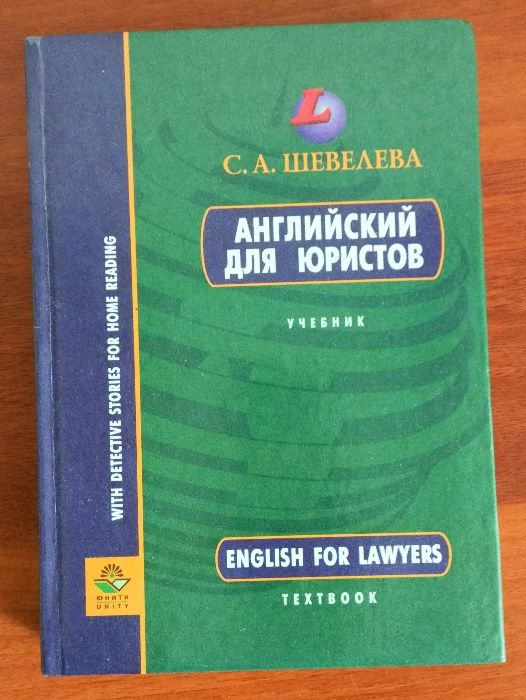 L
С. А. ШЕВЕЛЕВА
АНГЛИЙСКИЙ
ДЛЯ ЮРИСТОВ
УЧЕБНИК
WITH DETECTIVE STORIES FOR HOME READING
ENGLISH FOR LAWYERS
TEXTBOOK
ЮНИТИ
UNITY